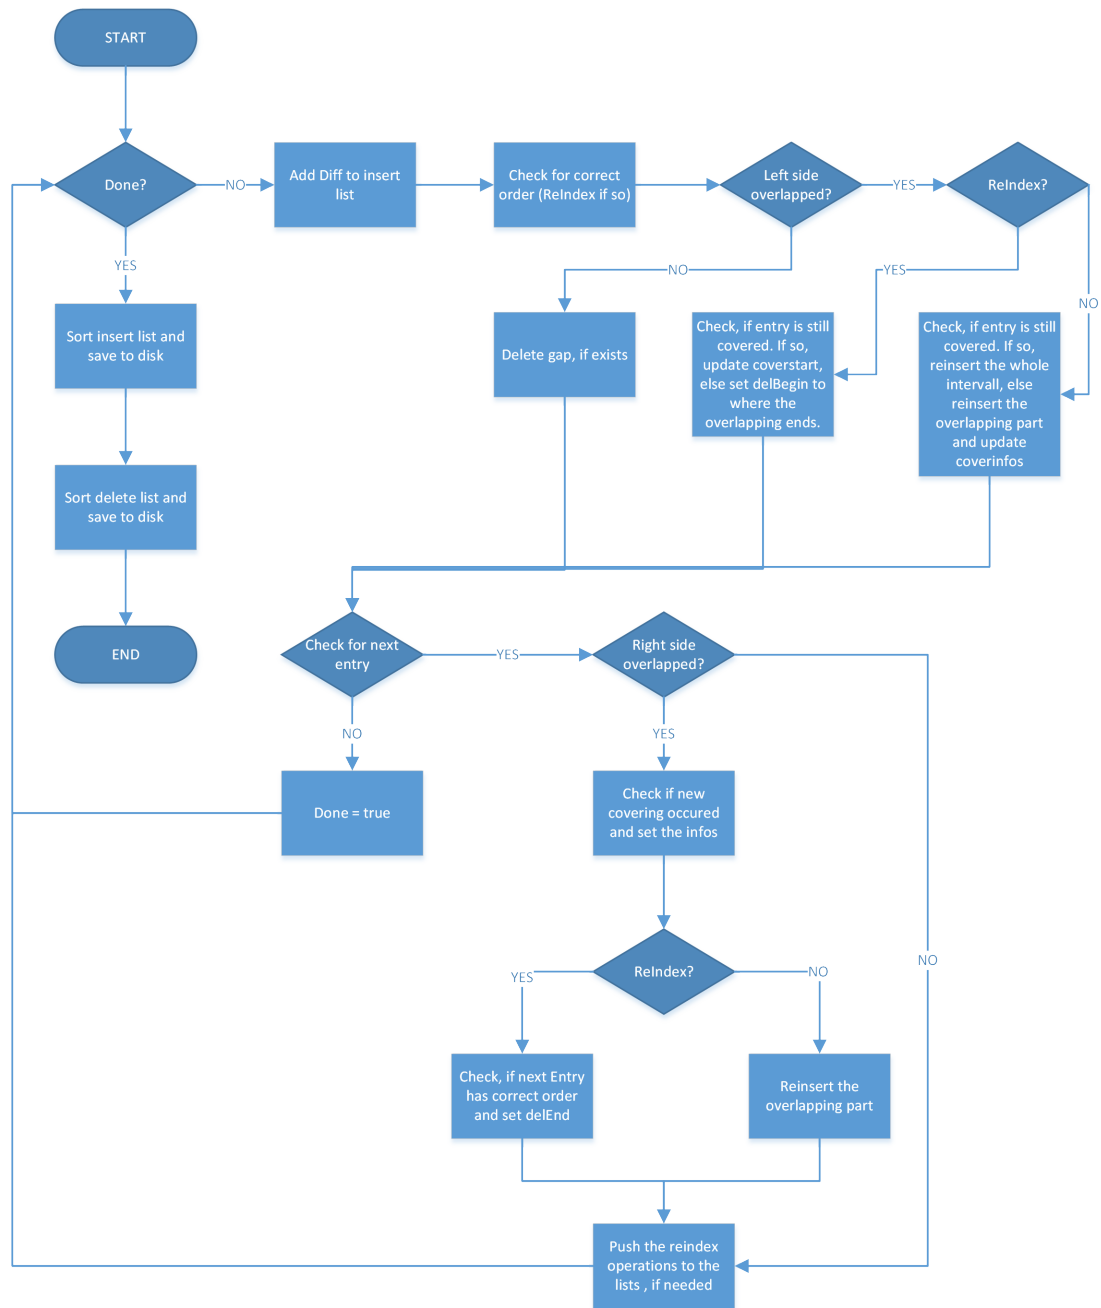 START
Done?
NO
Add Diff to insert
list
Check for correct
order (ReIndex if so)
Left side
overlapped?
YES
ReIndex?
YES
NO
YES
NO
Sort insert list and
save to disk
Delete gap, if exists
Check, if entry is still
covered. If so,
update coverstart,
else set delBegin to
where the
overlapping ends.
Check, if entry is still
covered. If so,
reinsert the whole
intervall, else
reinsert the
overlapping part
and update
coverinfos
Sort delete list and
save to disk
END
Check for next
entry
YES
Right side
overlapped?
NO
YES
Done = true
Check if new
covering occured
and set the infos
NO
ReIndex?
YES
NO
Check, if next Entry
has correct order
and set delEnd
Reinsert the
overlapping part
Push the reindex
operations to the
lists , if needed